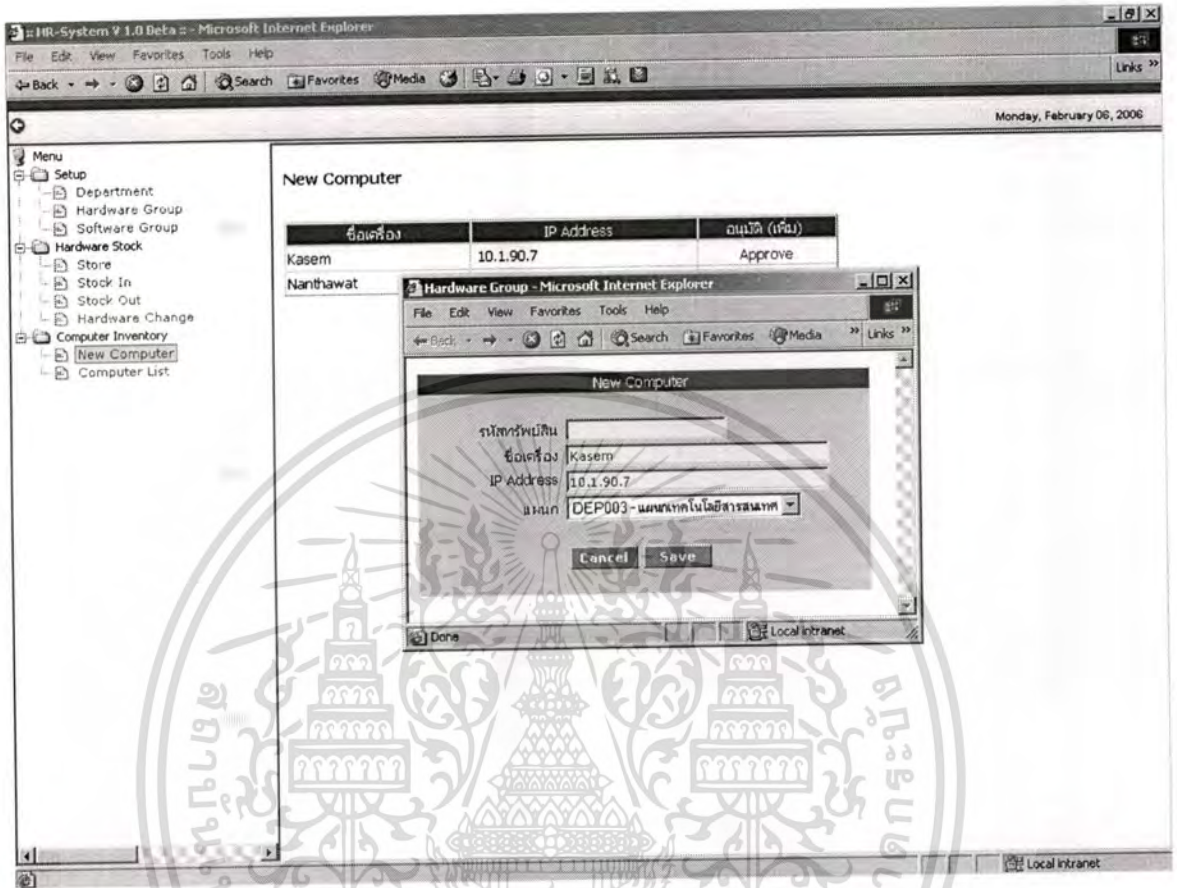 :: HR-System V 1.0 Beta :: - Microsoft Internet Explorer
File Edit View Favorites Tools Help
Back Search Favorites Media Links »
Monday, February 06, 2006
Menu
Setup
Department
Hardware Group
Software Group
Hardware Stock
Store
Stock In
Stock Out
Hardware Change
Computer Inventory
New Computer
Computer List
New Computer
ชื่อเครื่อง IP Address อนุมัติ (เพิ่ม)
Kasem 10.1.90.7 Approve
Nanthawat
Hardware Group - Microsoft Internet Explorer
File Edit View Favorites Tools Help
Back Search Favorites Media » Links »
New Computer
รหัสทรัพย์สิน
ชื่อเครื่อง Kasem
IP Address 10.1.90.7
แผนก DEP003 - แผนกเทคโนโลยีสารสนเทศ
Cancel Save
Done Local intranet
Local intranet